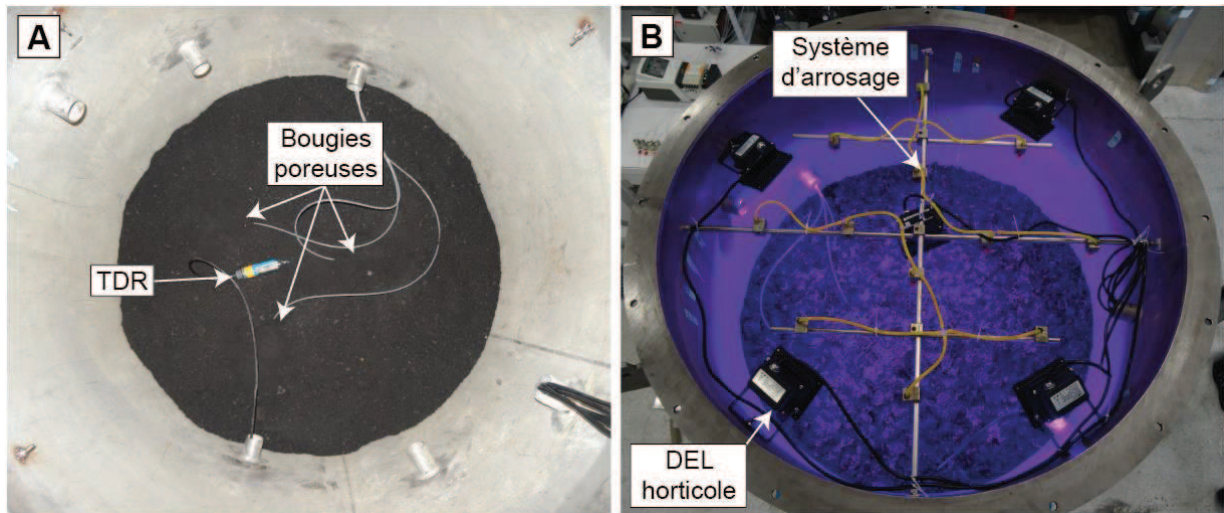 A
Bougies
poreuses
TDR
B
Système
d'arrosage
DEL
horticole